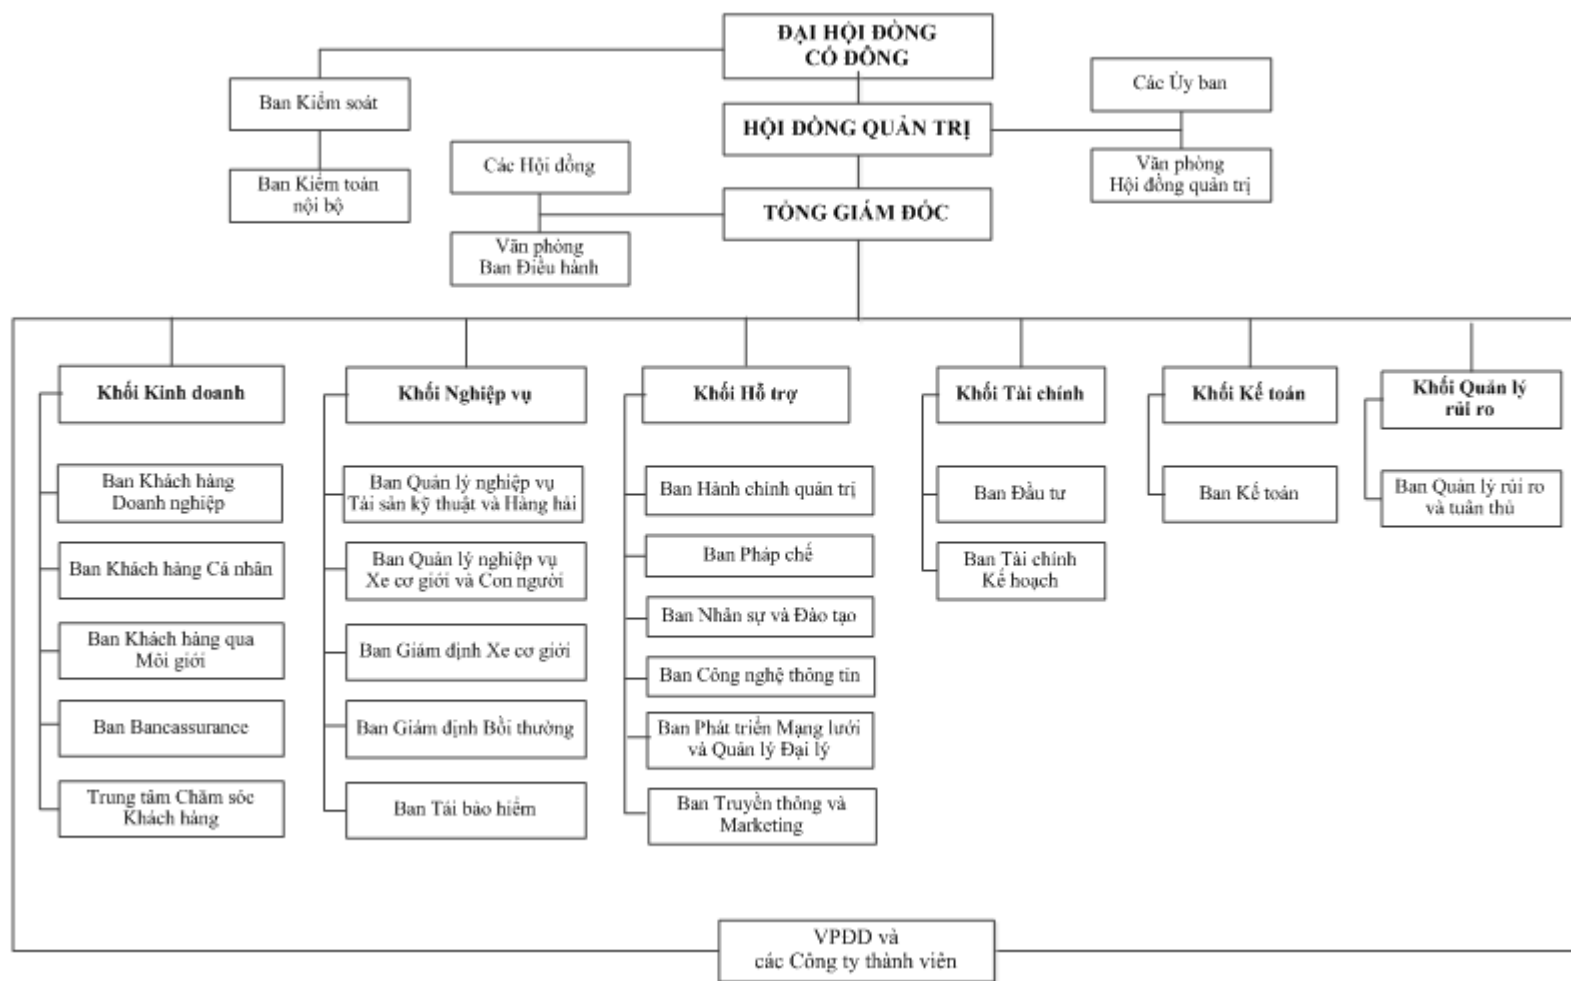 ĐẠI HỘI ĐỒNG
CỔ ĐÔNG
Ban Kiểm soát
Các Ủy ban
HỘI ĐỒNG QUẢN TRỊ
Các Hội đồng
Văn phòng
Hội đồng quản trị
Ban Kiểm toán
nội bộ
TỔNG GIÁM ĐỐC
Văn phòng
Ban Điều hành
Khối Kinh doanh
Ban Khách hàng
Doanh nghiệp
Ban Khách hàng Cá nhân
Ban Khách hàng qua
Môi giới
Ban Bancassurance
Trung tâm Chăm sóc
Khách hàng
Khối Nghiệp vụ
Ban Quản lý nghiệp vụ
Tài sản kỹ thuật và Hàng hải
Ban Quản lý nghiệp vụ
Xe cơ giới và Con người
Ban Giám định Xe cơ giới
Ban Giám định Bồi thường
Ban Tái bảo hiểm
Khối Hỗ trợ
Ban Hành chính quản trị
Ban Pháp chế
Ban Nhân sự và Đào tạo
Ban Công nghệ thông tin
Ban Phát triển Mạng lưới
và Quản lý Đại lý
Ban Truyền thông và
Marketing
Khối Tài chính
Ban Đầu tư
Ban Tài chính
Kế hoạch
Khối Kế toán
Ban Kế toán
Khối Quản lý
rủi ro
Ban Quản lý rủi ro
và tuân thủ
VPĐD và
các Công ty thành viên